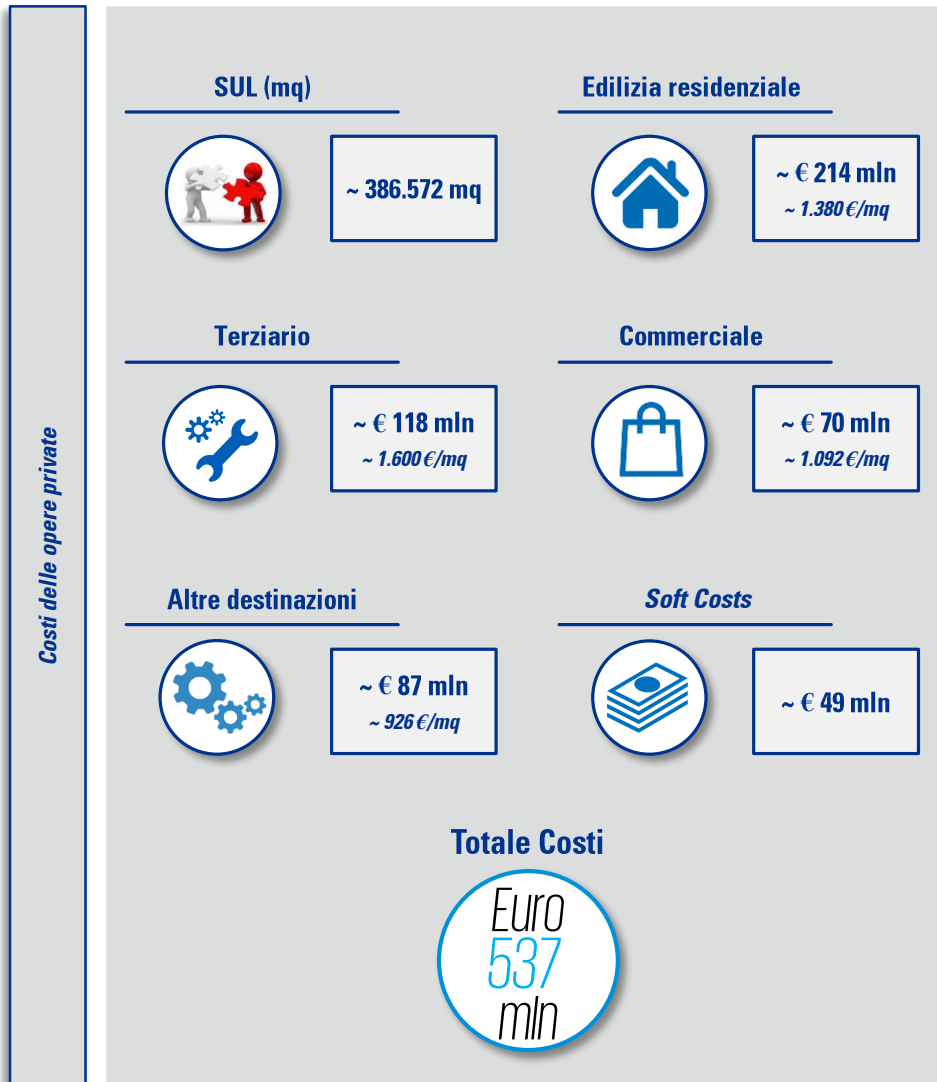 Costi delle opere private
SUL (mq)
~ 386.572 mq
Edilizia residenziale
~ € 214 mln
~ 1.380 €/mq
Terziario
~ € 118 mln
~ 1.600 €/mq
Commerciale
~ € 70 mln
~ 1.092 €/mq
Altre destinazioni
~ € 87 mln
~ 926 €/mq
Soft Costs
~ € 49 mln
Totale Costi
Euro
537
mln